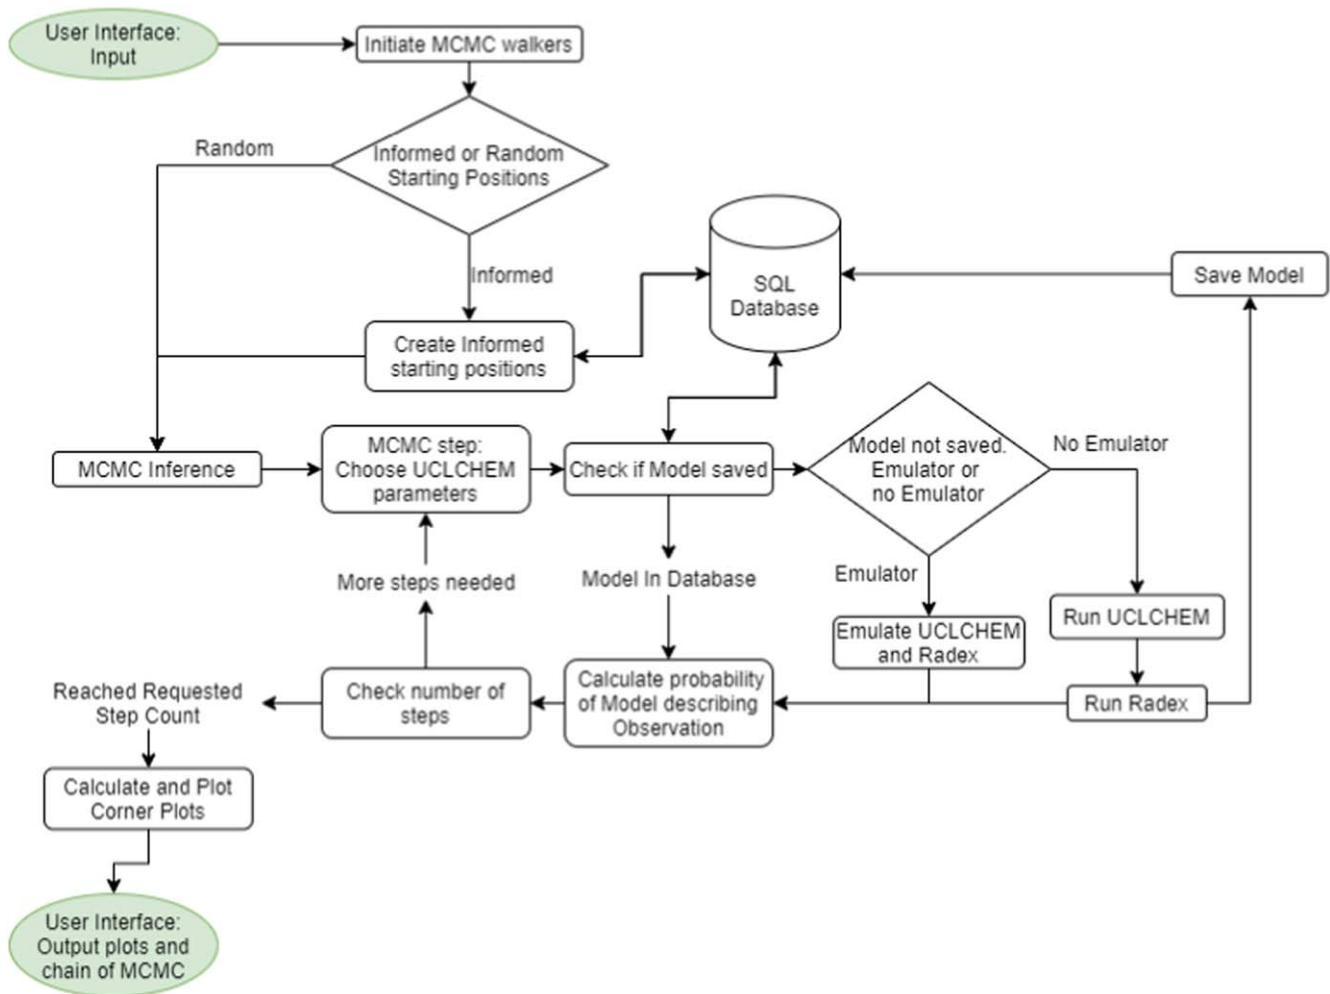 User Interface:
Input
Initiate MCMC walkers
Random
Informed or Random
Starting Positions
Informed
SQL
Database
Save Model
Create Informed
starting positions
MCMC Inference
MCMC step:
Choose UCLCHEM
parameters
Check if Model saved
Model not saved.
Emulator or
no Emulator
No Emulator
More steps needed
Model In Database
Emulator
Emulate UCLCHEM
and Radex
Run UCLCHEM
Reached Requested
Step Count
Check number of
steps
Calculate probability
of Model describing
Observation
Run Radex
Calculate and Plot
Corner Plots
User Interface:
Output plots and
chain of MCMC